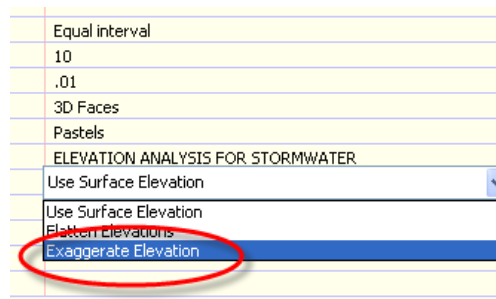 Equal interval
10
.01
3D Faces
Pastels
ELEVATION ANALYSIS FOR STORMWATER
Use Surface Elevation
Use Surface Elevation
Flatten Elevations
Exaggerate Elevation